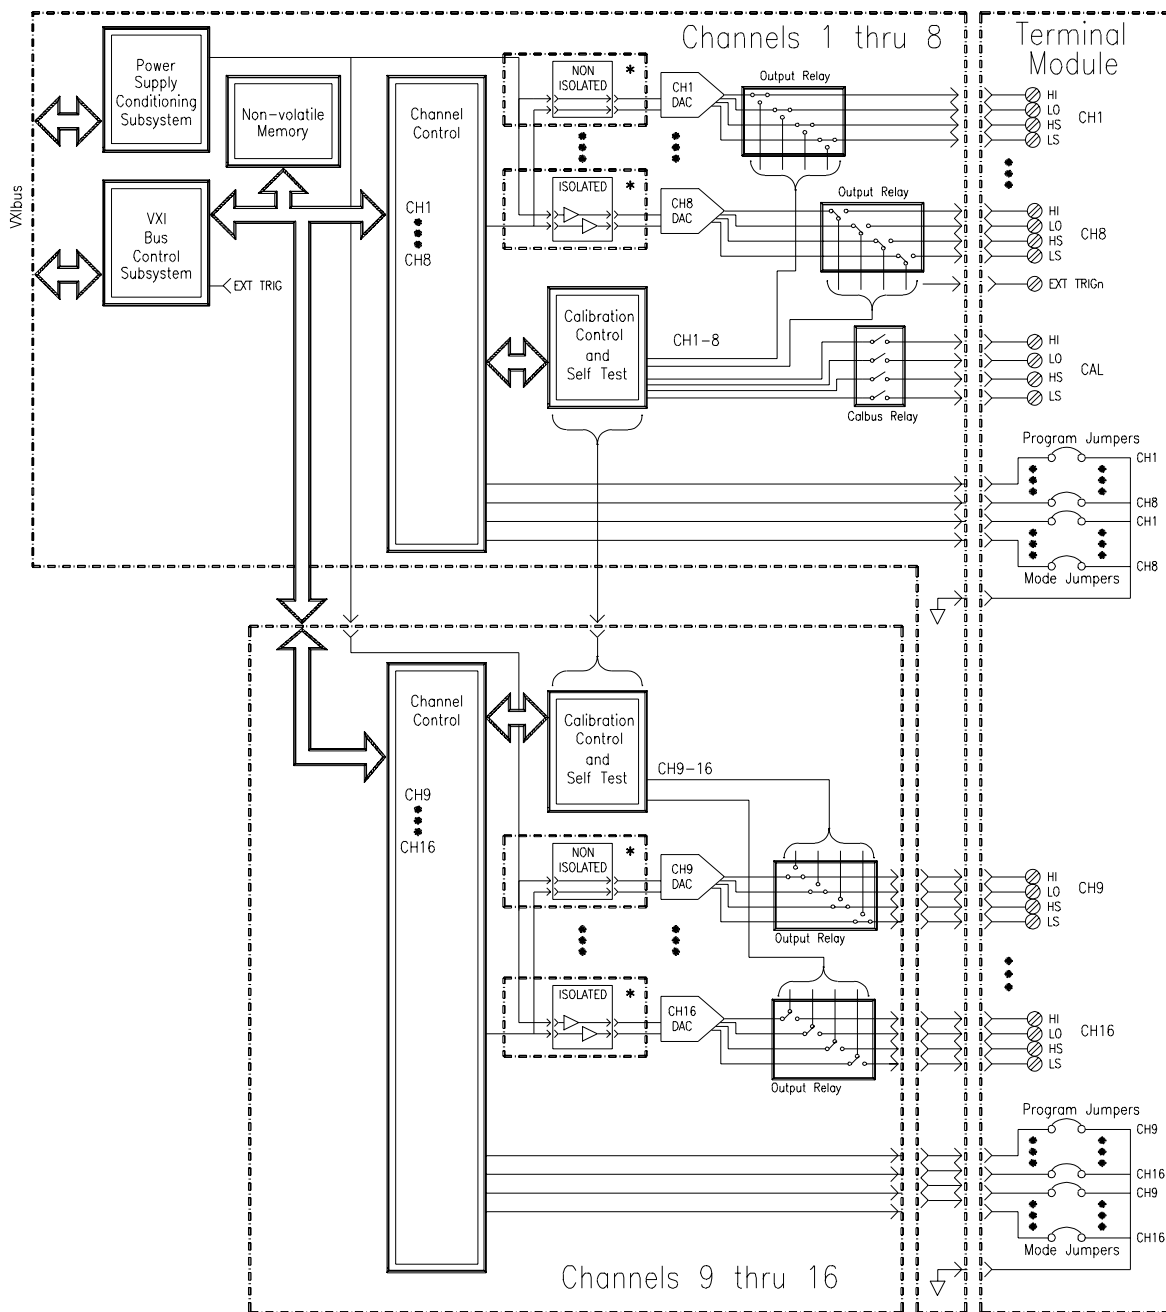 Channels 1 thru 8
Terminal
Module
VXIbus
Power
Supply
Conditioning
Subsystem
Non-volatile
Memory
VXI
Bus
Control
Subsystem
EXT TRIG
Channel
Control
CH1
CH8
NON
ISOLATED
*
CH1
DAC
Output Relay
HI
LO
HS
LS
CH1
ISOLATED
*
CH8
DAC
Output Relay
HI
LO
HS
LS
CH8
EXT TRIGn
Calibration
Control
and
Self Test
CH1-8
Calbus Relay
HI
LO
HS
LS
CAL
Program Jumpers
CH1
CH8
CH1
CH8
Mode Jumpers
Channel
Control
CH9
CH16
Calibration
Control
and
Self Test
CH9-16
NON
ISOLATED
*
CH9
DAC
Output Relay
HI
LO
HS
LS
CH9
ISOLATED
*
CH16
DAC
Output Relay
HI
LO
HS
LS
CH16
Program Jumpers
CH9
CH16
CH9
CH16
Mode Jumpers
Channels 9 thru 16